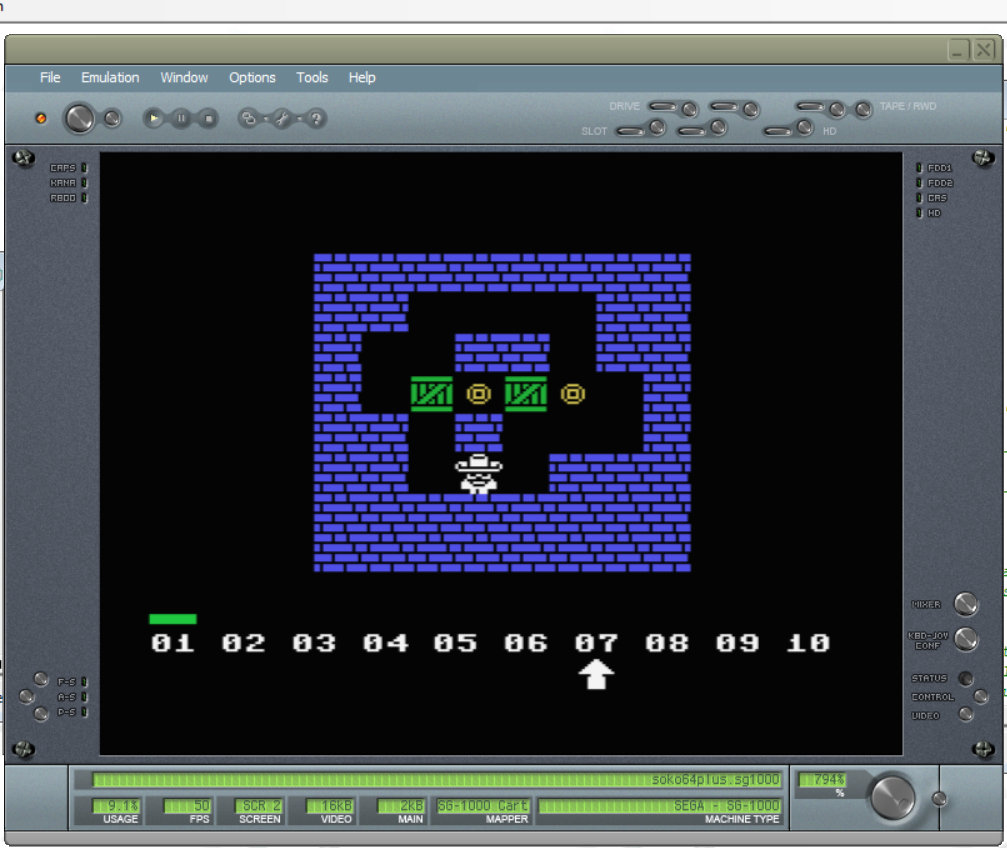 File Emulation Window Options Tools Help
DRIVE TAPE / RWD
SLOT HD
CAPS
KANA
FDD1
FDD2
CAS
HD
01 02 03 04 05 06 07 08 09 10
MIXER
KBD-JOY
CONF
STATUS
CONTROL
VIDEO
P-S
A-S
D-S
soko64plus.sg1000 794%
%
9.1% 50 SCR 2 16kB 2kB SG-1000 Cart SEGA - SG-1000
USAGE FPS SCREEN VIDEO MAIN MAPPER MACHINE TYPE